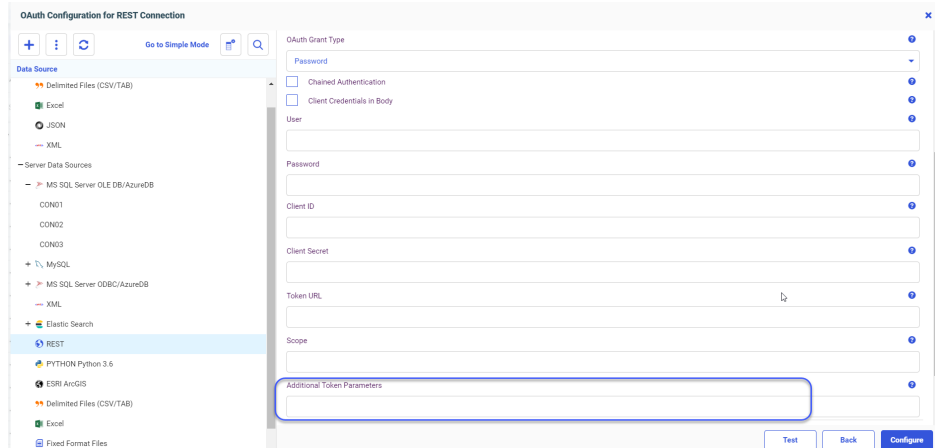 OAuth Configuration for REST Connection
Go to Simple Mode
Data Source
Delimited Files (CSV/TAB)
Excel
JSON
XML
Server Data Sources
MS SQL Server OLE DB/AzureDB
CON01
CON02
CON03
MySQL
MS SQL Server ODBC/AzureDB
XML
Elastic Search
REST
PYTHON Python 3.6
ESRI ArcGIS
Delimited Files (CSV/TAB)
Excel
Fixed Format Files
OAuth Grant Type
Password
Chained Authentication
Client Credentials in Body
User
Password
Client ID
Client Secret
Token URL
Scope
Additional Token Parameters
Test Back Configure